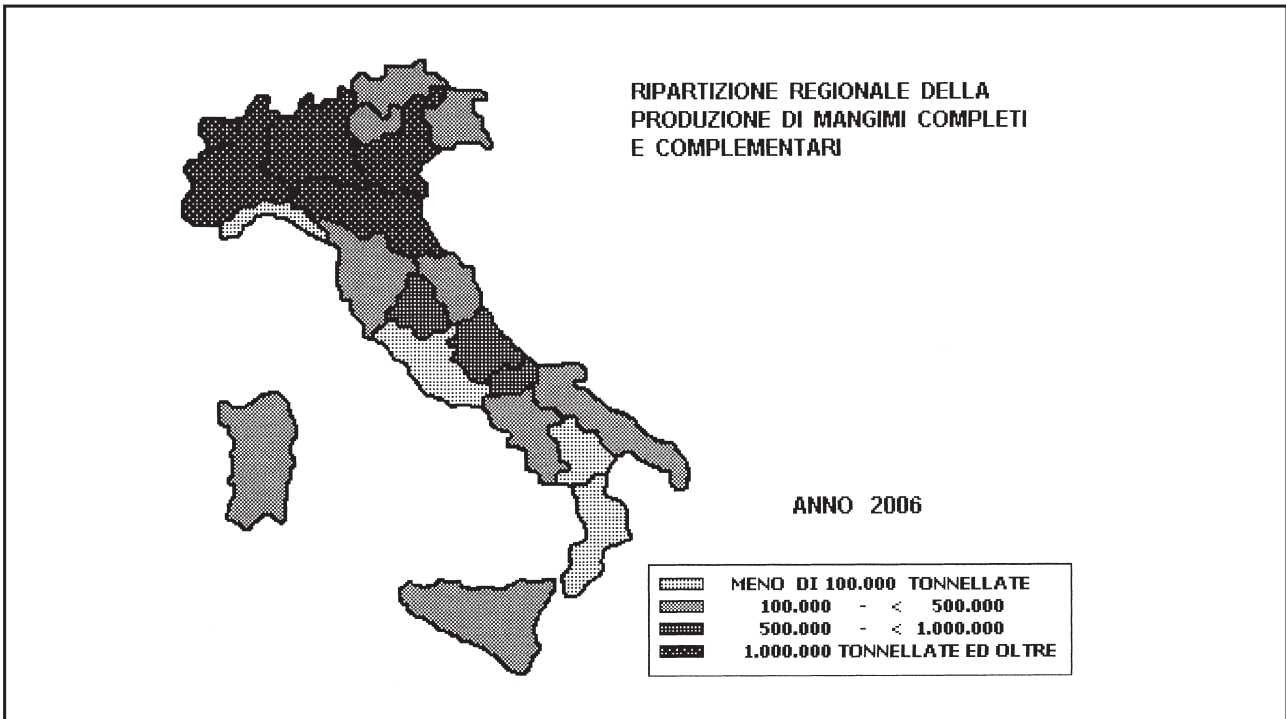 RIPARTIZIONE REGIONALE DELLA
PRODUZIONE DI MANGIMI COMPLETI
E COMPLEMENTARI
ANNO 2006
MENO DI 100.000 TONNELLATE
100.000 - < 500.000
500.000 - < 1.000.000
1.000.000 TONNELLATE ED OLTRE